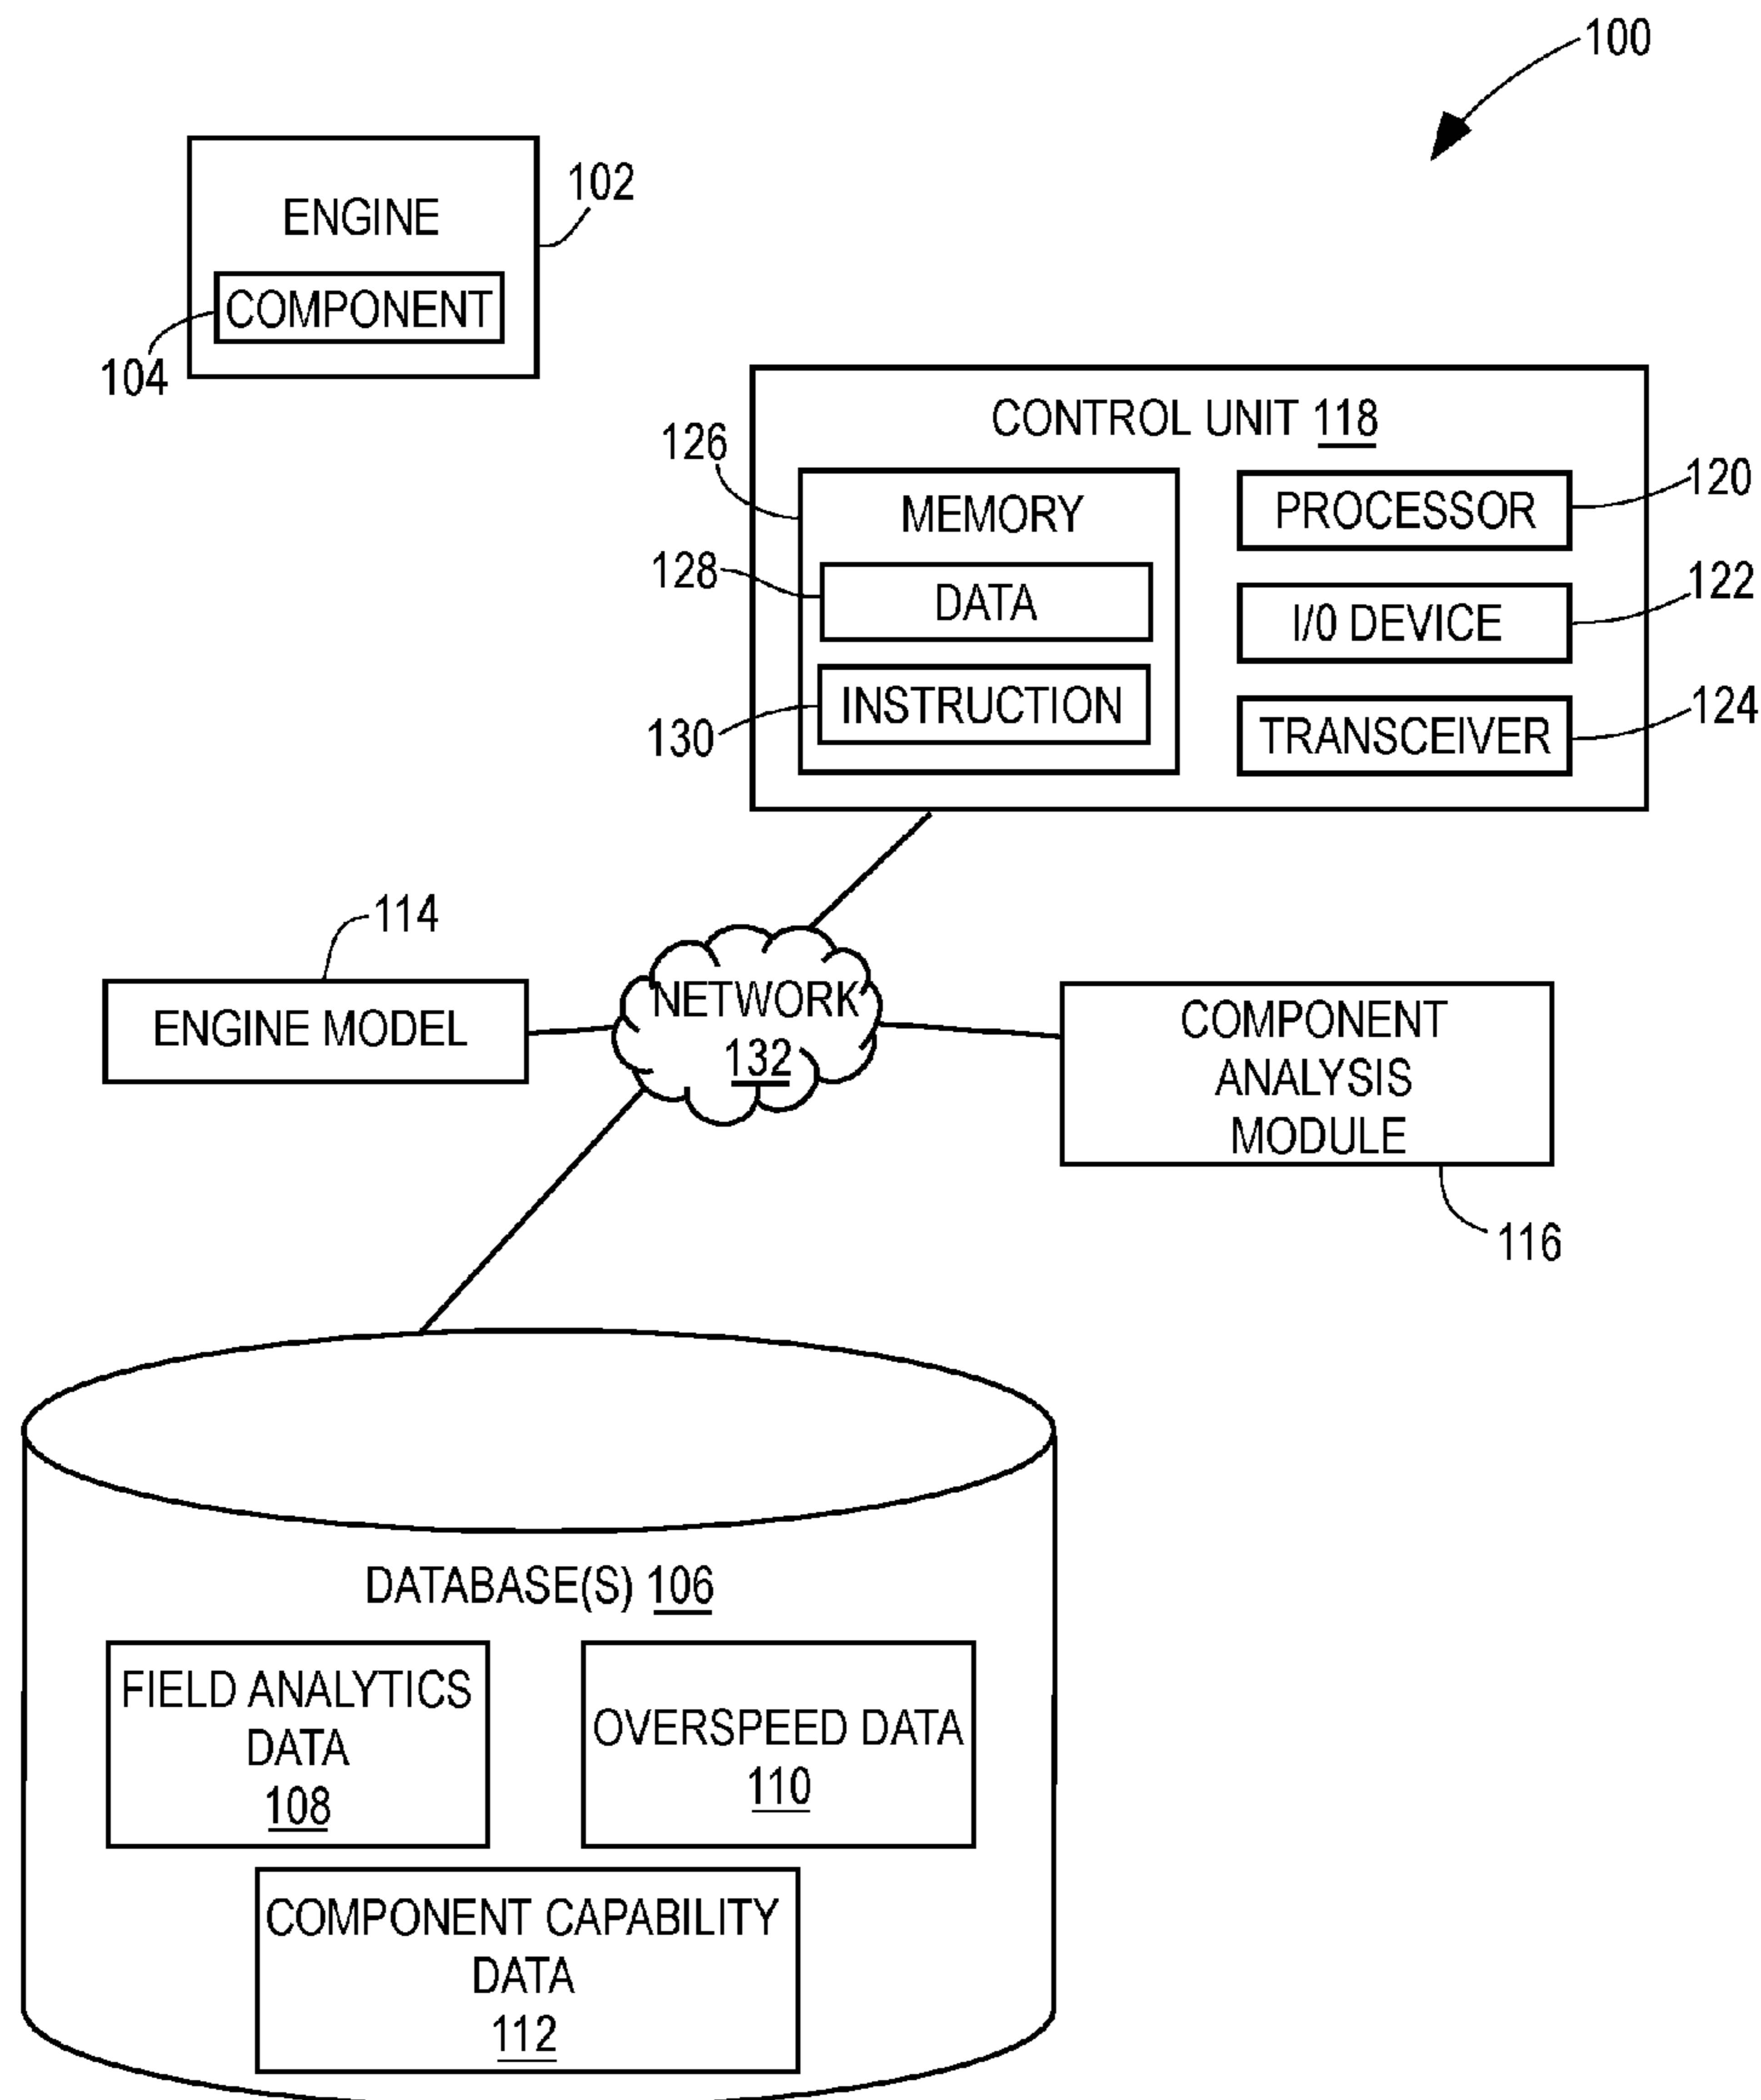 100
102
ENGINE
COMPONENT
104
CONTROL UNIT 118
126
MEMORY
PROCESSOR
120
128
DATA
I/0 DEVICE
122
130
INSTRUCTION
TRANSCEIVER
124
114
ENGINE MODEL
NETWORK
132
COMPONENT
ANALYSIS
MODULE
116
DATABASE(S) 106
FIELD ANALYTICS
DATA
108
OVERSPEED DATA
110
COMPONENT CAPABILITY
DATA
112